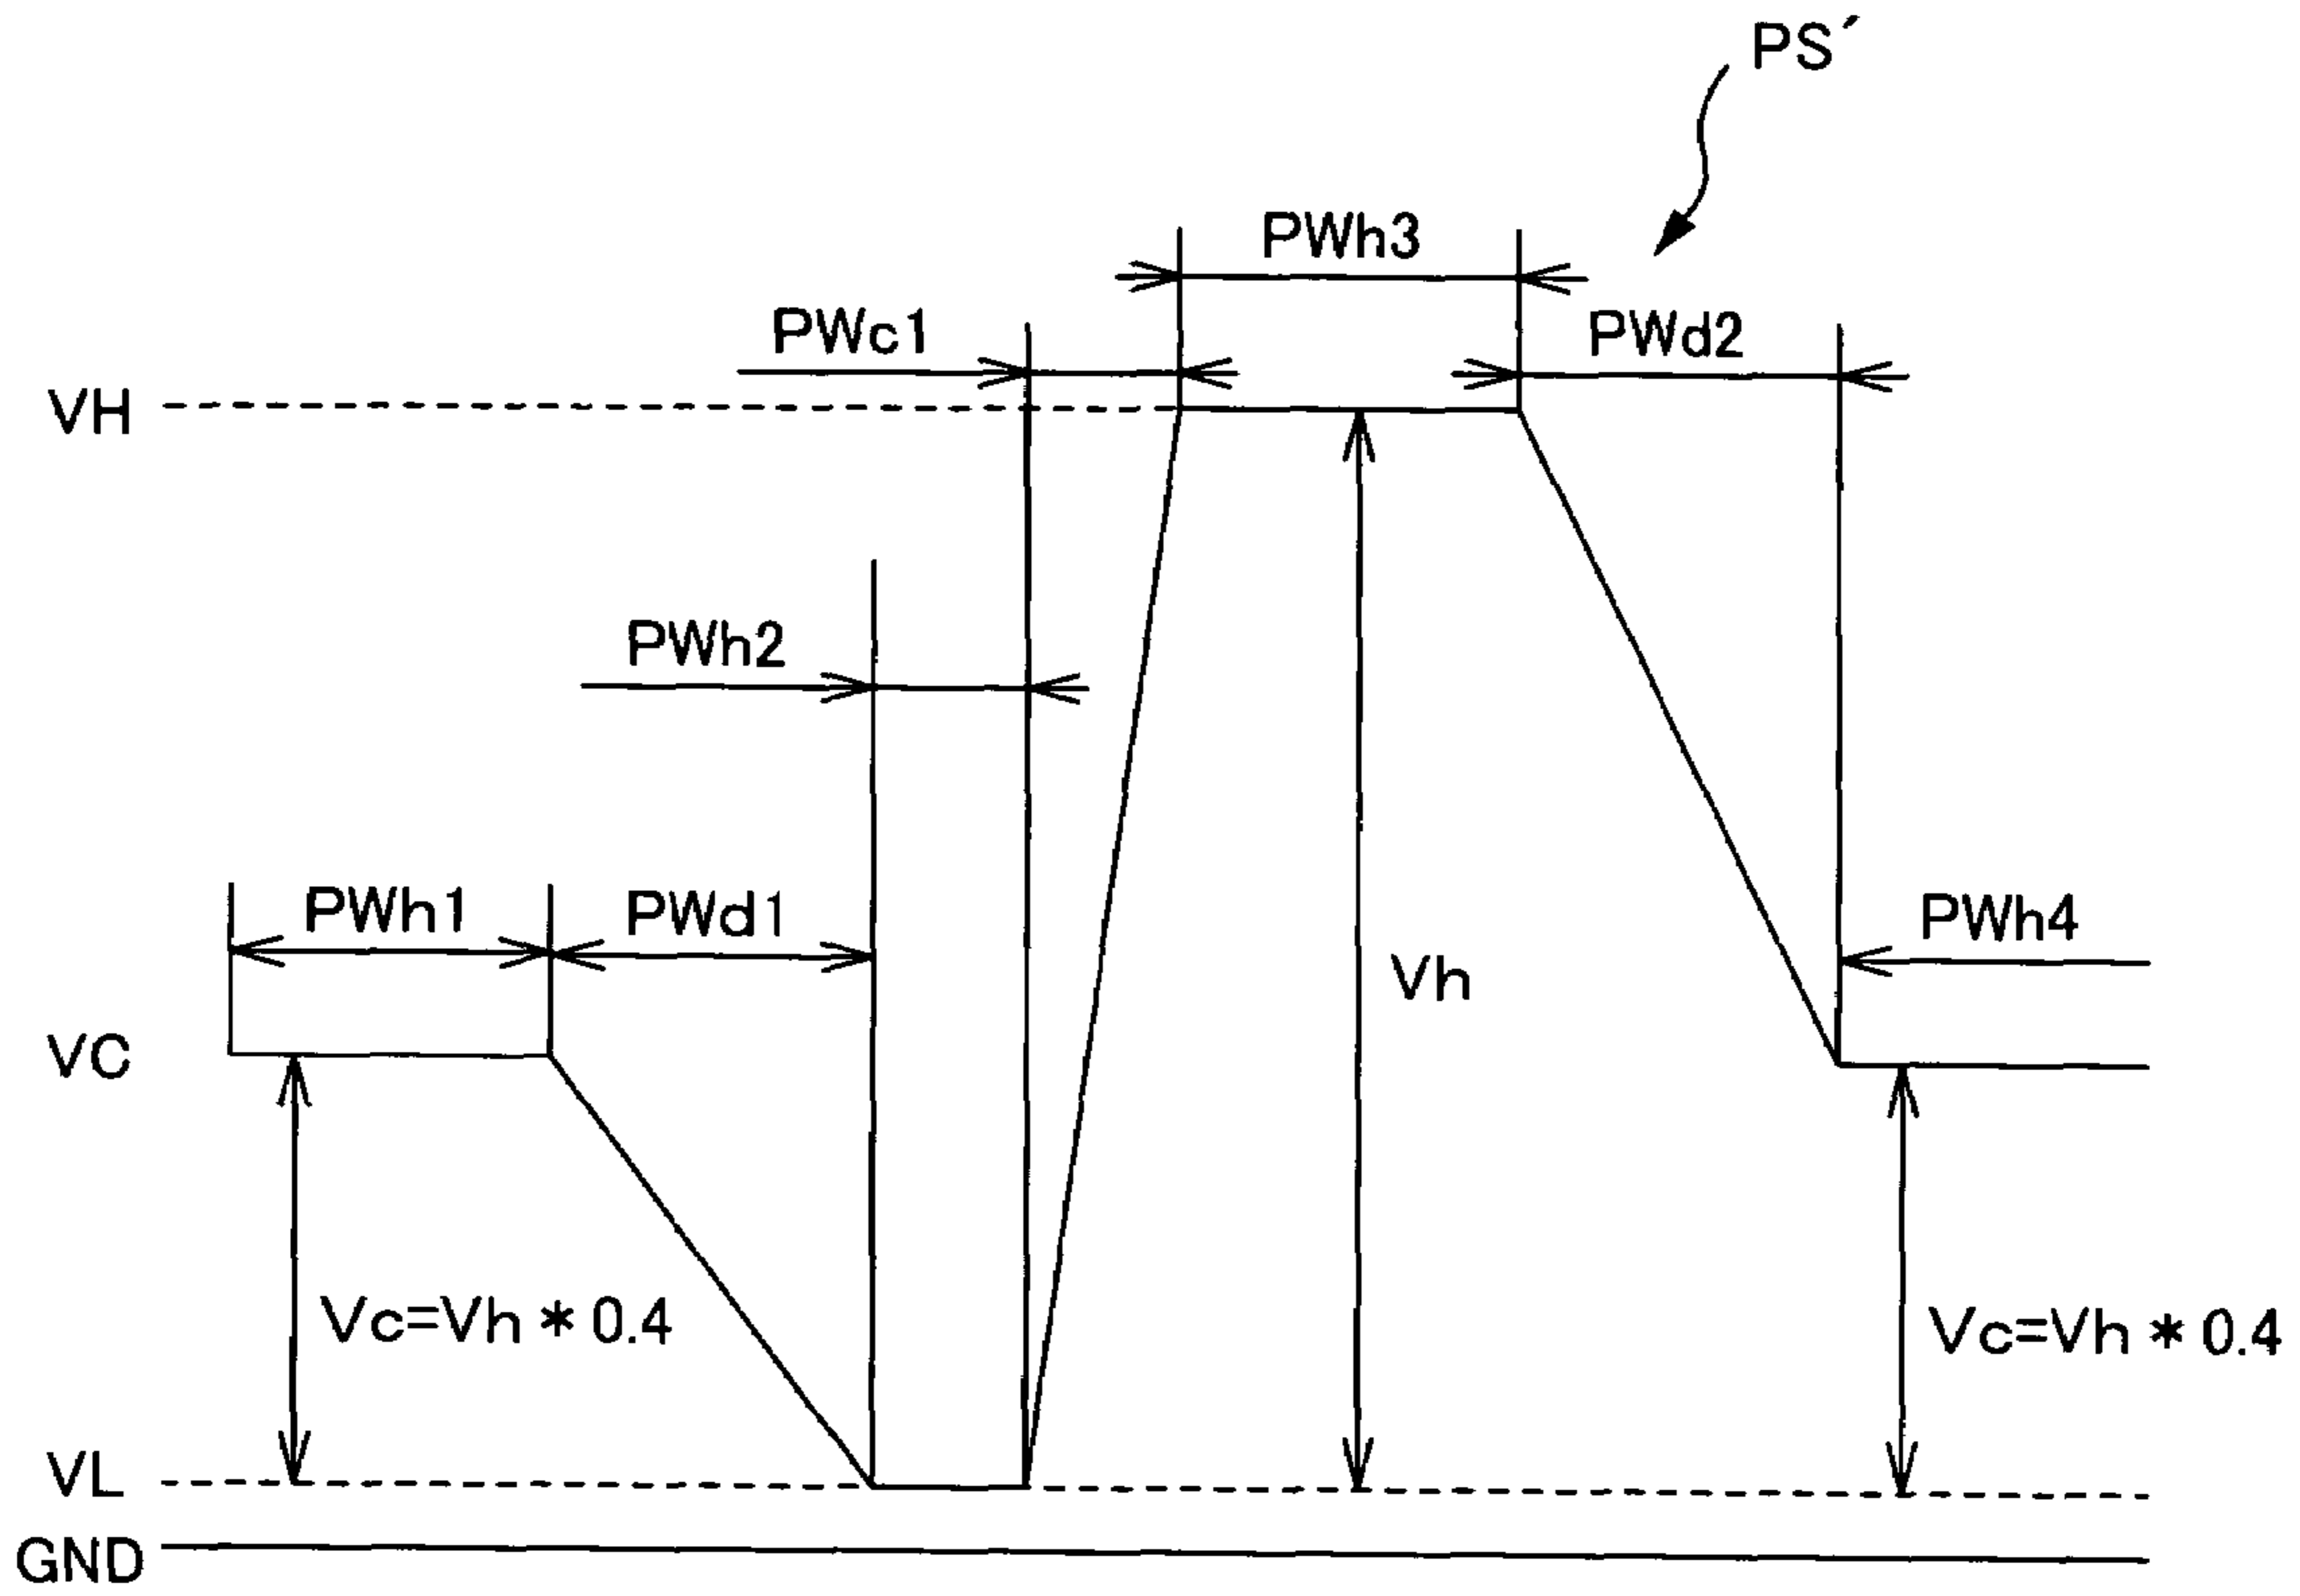 PS´
PWh3
PWc1
PWd2
VH
PWh2
PWh1
PWd1
PWh4
Vh
VC
Vc=Vh*0.4
Vc=Vh*0.4
VL
GND